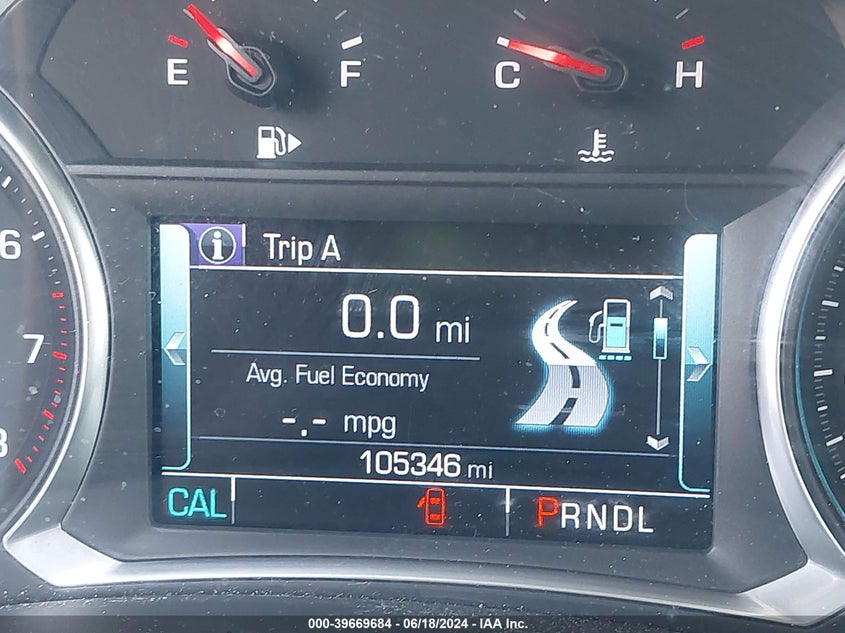 E F C H
Trip A
0.0 mi
6
7
8
Avg. Fuel Economy
-.- mpg
105346 mi
CAL PRNDL
000-39669684 - 06/18/2024 - IAA Inc.